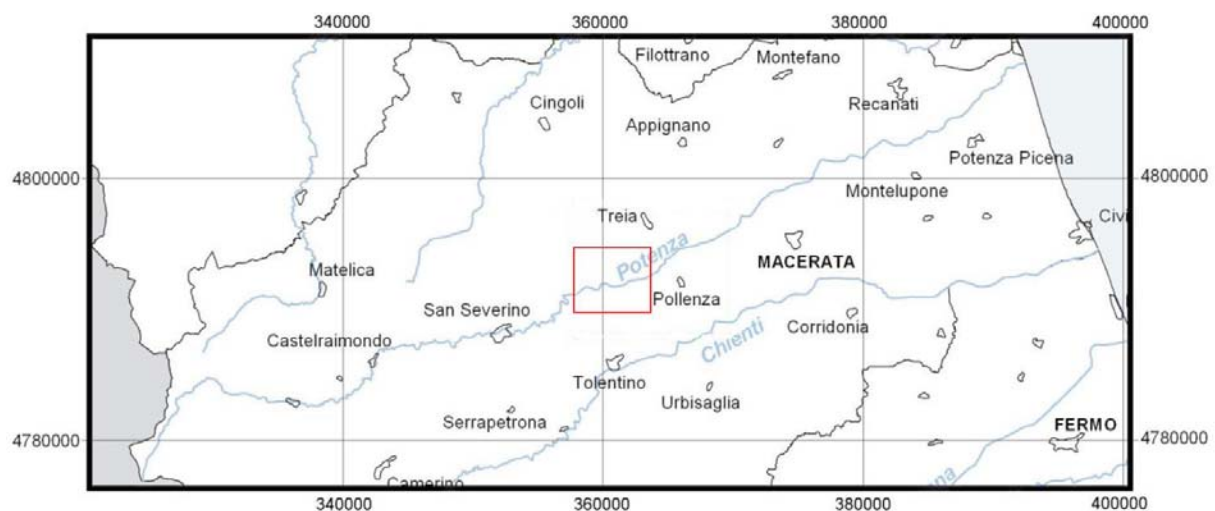 340000 360000 380000 400000
Filottrano
Montefano
Cingoli
Recanati
Appignano
Potenza Picena
4800000
4800000
Montelupone
Treia
Civi
Potenza
MACERATA
Matelica
Pollenza
San Severino
Corridonia
Chienti
Castelraimondo
Tolentino
Urbisaglia
Serrapetrona
FERMO
4780000
4780000
Camerino
na
340000 360000 380000 400000